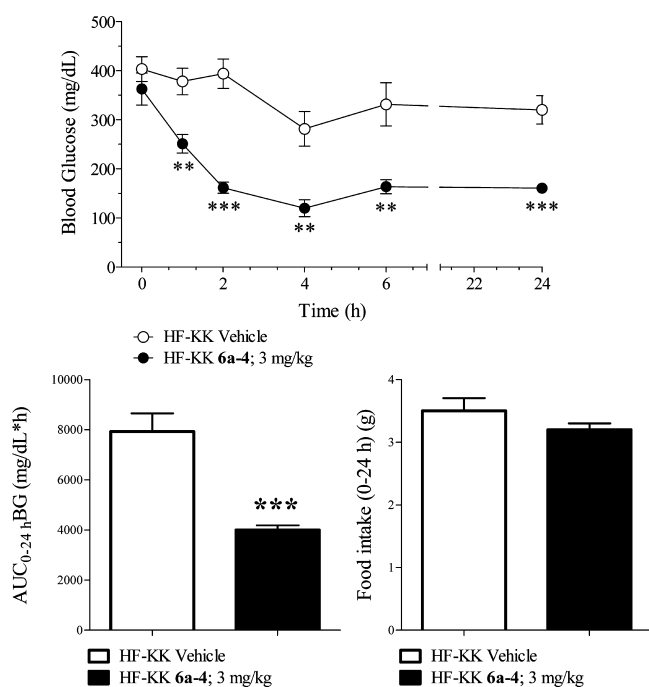 500
400
300
200
100
0
Blood Glucose (mg/dL)
** *** ** ** ***
0 2 4 6 22 24
Time (h)
HF-KK Vehicle
HF-KK 6a-4; 3 mg/kg
10000
8000
6000
4000
2000
0
AUC0-24 hBG (mg/dL*h)
***
HF-KK Vehicle
HF-KK 6a-4; 3 mg/kg
4
3
2
1
0
Food intake (0-24 h) (g)
HF-KK Vehicle
HF-KK 6a-4; 3 mg/kg